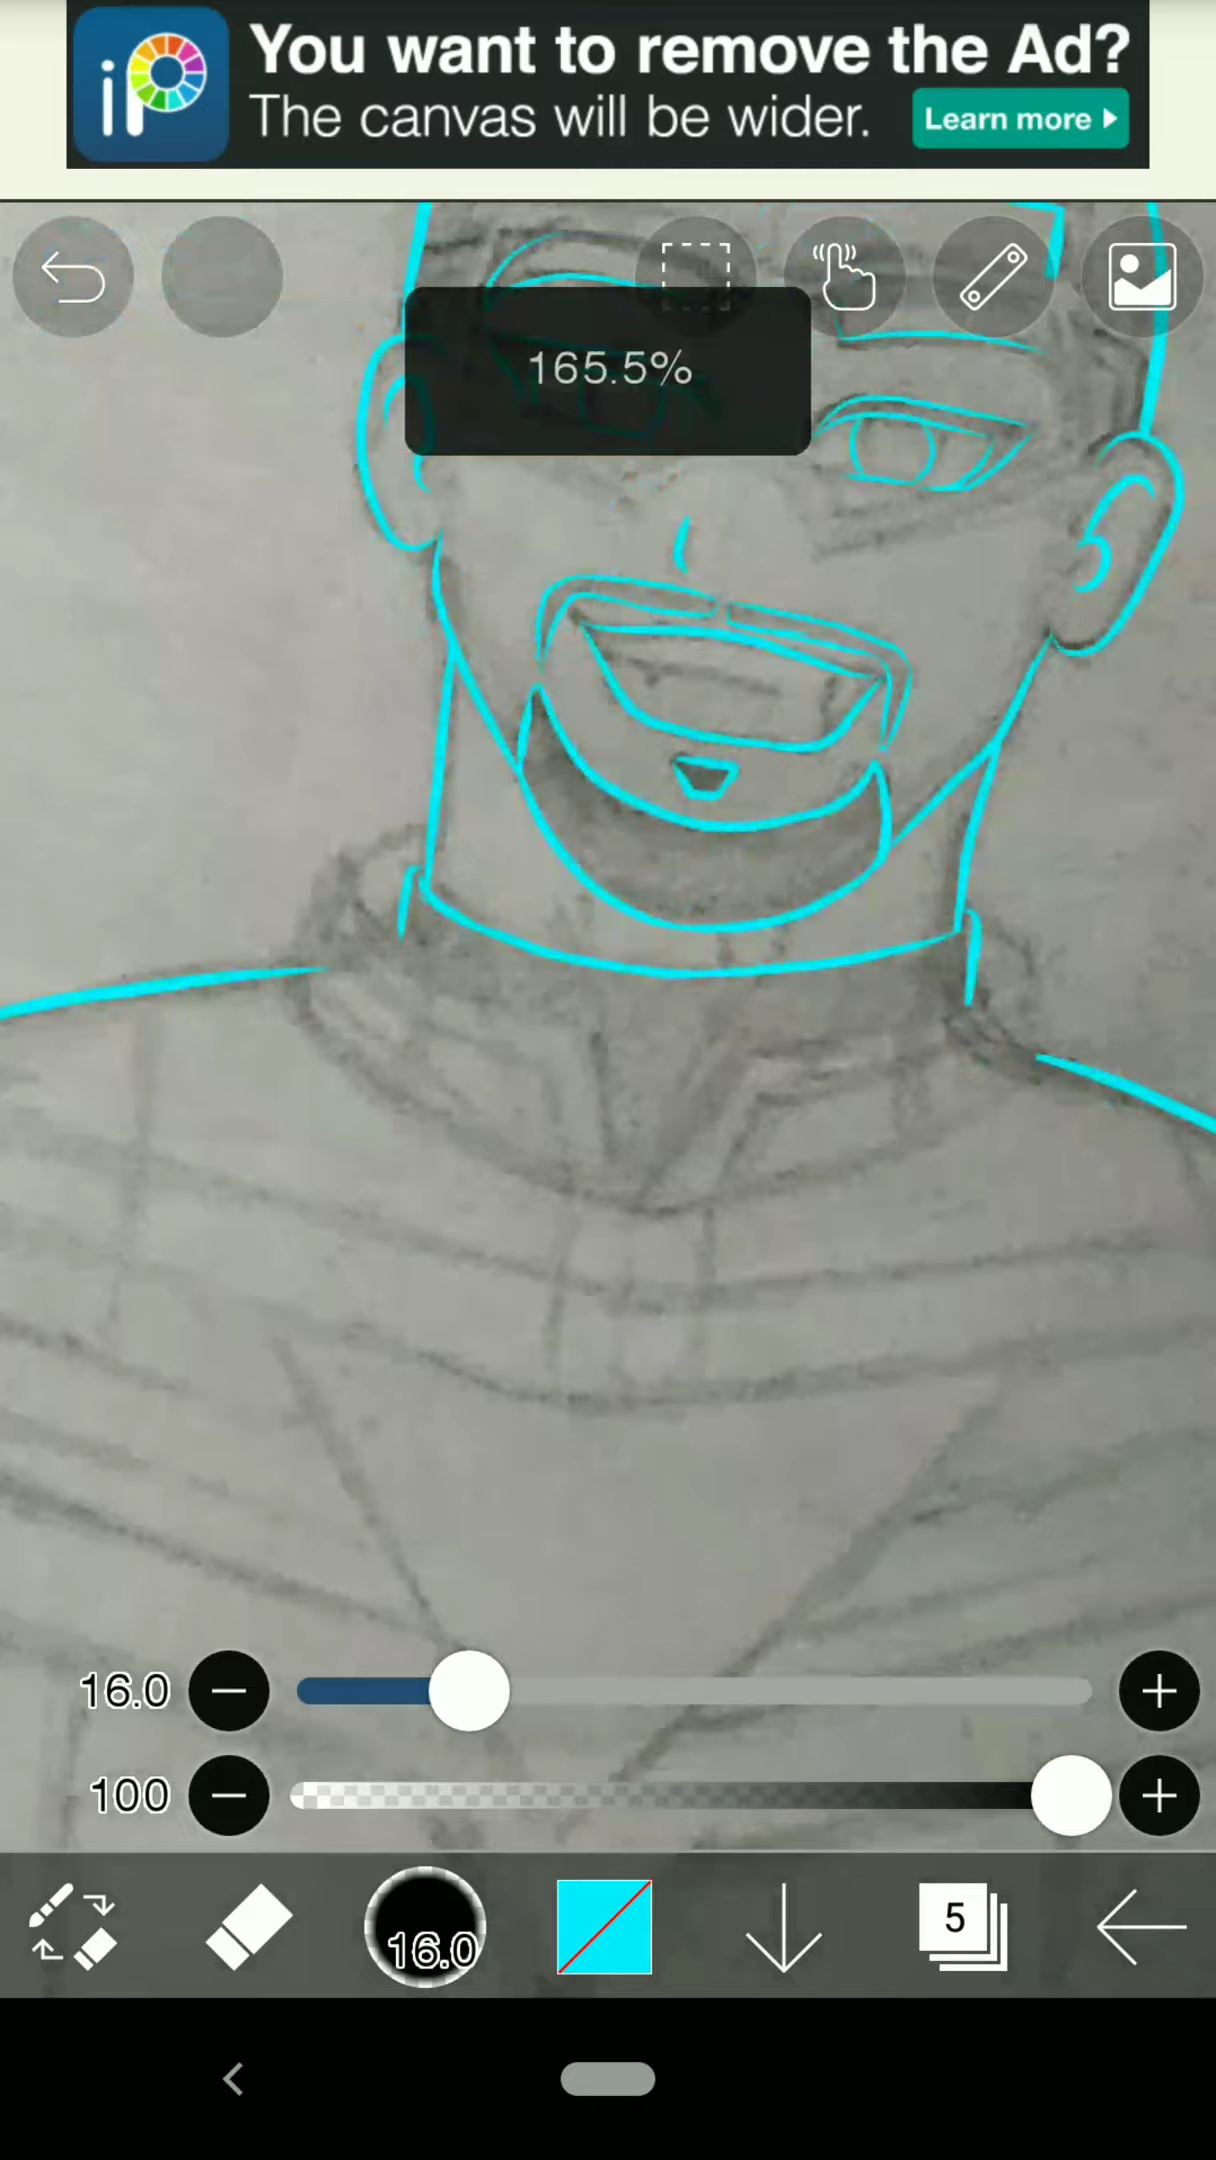 iP
You want to remove the Ad?
The canvas will be wider.
Learn more
165.5%
16.0
100
16.0
5